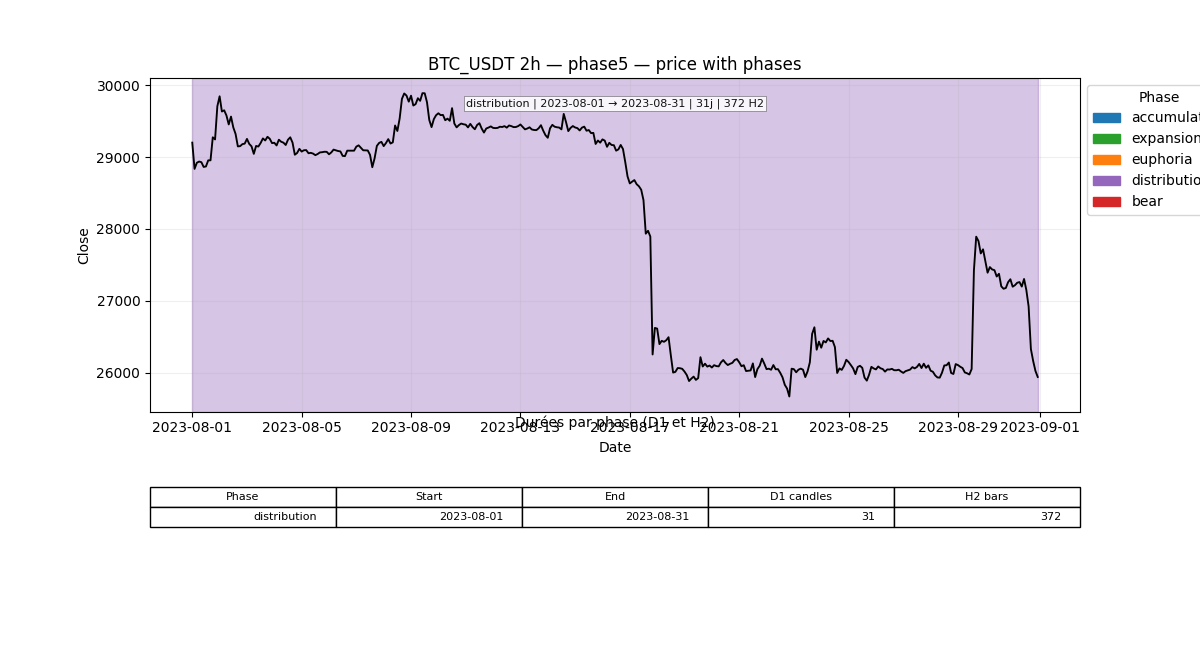 BTC_USDT 2h — phase5 — price with phases
30000
29000
28000
27000
26000
Close
distribution | 2023-08-01 → 2023-08-31 | 31j | 372 H2
Phase
accumulat
expansion
euphoria
distributio
bear
Durées par phase (D1 et H2)
2023-08-01 2023-08-05 2023-08-09 2023-08-13 2023-08-17 2023-08-21 2023-08-25 2023-08-29 2023-09-01
Date
Phase Start End D1 candles H2 bars
distribution 2023-08-01 2023-08-31 31 372